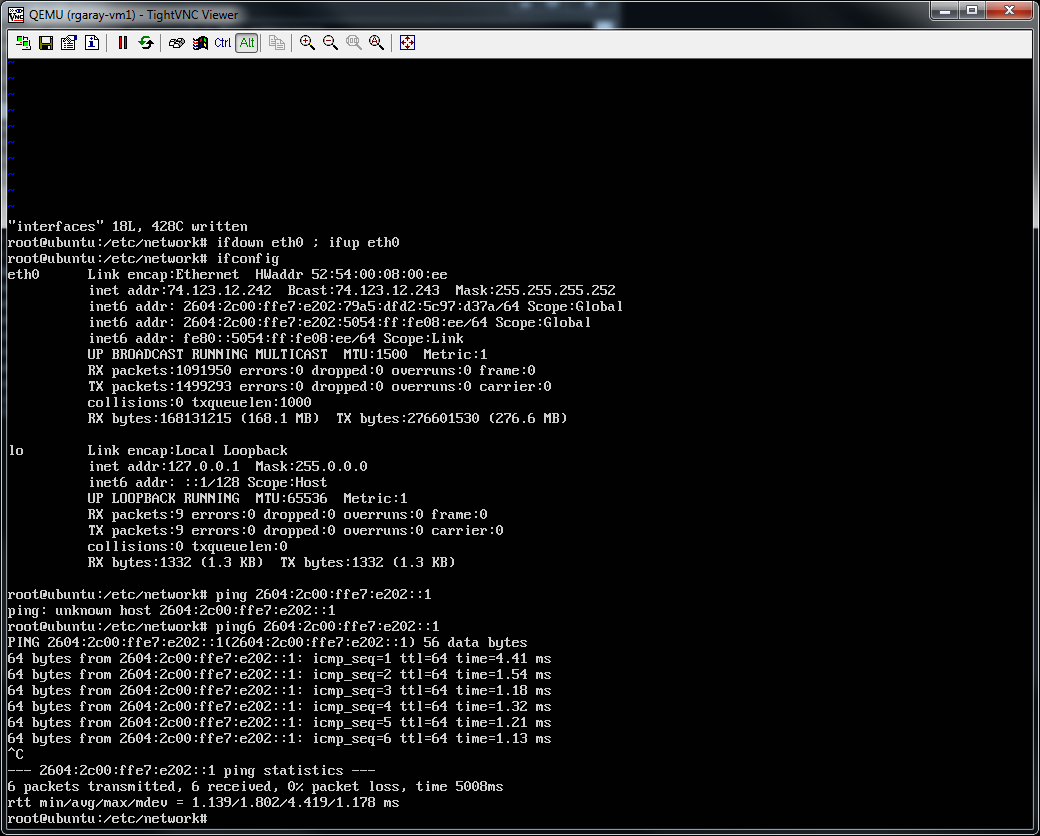 QEMU (rgaray-vm1) - TightVNC Viewer
Ctrl Alt
~
~
~
~
~
~
~
~
~
~
"interfaces" 18L, 428C written
root@ubuntu:/etc/network# ifdown eth0 ; ifup eth0
root@ubuntu:/etc/network# ifconfig
eth0      Link encap:Ethernet  HWaddr 52:54:00:08:00:ee
          inet addr:74.123.12.242  Bcast:74.123.12.243  Mask:255.255.255.252
          inet6 addr: 2604:2c00:ffe7:e202:79a5:dfd2:5c97:d37a/64 Scope:Global
          inet6 addr: 2604:2c00:ffe7:e202:5054:ff:fe08:ee/64 Scope:Global
          inet6 addr: fe80::5054:ff:fe08:ee/64 Scope:Link
          UP BROADCAST RUNNING MULTICAST  MTU:1500  Metric:1
          RX packets:1091950 errors:0 dropped:0 overruns:0 frame:0
          TX packets:1499293 errors:0 dropped:0 overruns:0 carrier:0
          collisions:0 txqueuelen:1000
          RX bytes:168131215 (168.1 MB)  TX bytes:276601530 (276.6 MB)

lo        Link encap:Local Loopback
          inet addr:127.0.0.1  Mask:255.0.0.0
          inet6 addr: ::1/128 Scope:Host
          UP LOOPBACK RUNNING  MTU:65536  Metric:1
          RX packets:9 errors:0 dropped:0 overruns:0 frame:0
          TX packets:9 errors:0 dropped:0 overruns:0 carrier:0
          collisions:0 txqueuelen:0
          RX bytes:1332 (1.3 KB)  TX bytes:1332 (1.3 KB)

root@ubuntu:/etc/network# ping 2604:2c00:ffe7:e202::1
ping: unknown host 2604:2c00:ffe7:e202::1
root@ubuntu:/etc/network# ping6 2604:2c00:ffe7:e202::1
PING 2604:2c00:ffe7:e202::1(2604:2c00:ffe7:e202::1) 56 data bytes
64 bytes from 2604:2c00:ffe7:e202::1: icmp_seq=1 ttl=64 time=4.41 ms
64 bytes from 2604:2c00:ffe7:e202::1: icmp_seq=2 ttl=64 time=1.54 ms
64 bytes from 2604:2c00:ffe7:e202::1: icmp_seq=3 ttl=64 time=1.18 ms
64 bytes from 2604:2c00:ffe7:e202::1: icmp_seq=4 ttl=64 time=1.32 ms
64 bytes from 2604:2c00:ffe7:e202::1: icmp_seq=5 ttl=64 time=1.21 ms
64 bytes from 2604:2c00:ffe7:e202::1: icmp_seq=6 ttl=64 time=1.13 ms
^C
--- 2604:2c00:ffe7:e202::1 ping statistics ---
6 packets transmitted, 6 received, 0% packet loss, time 5008ms
rtt min/avg/max/mdev = 1.139/1.802/4.419/1.178 ms
root@ubuntu:/etc/network#